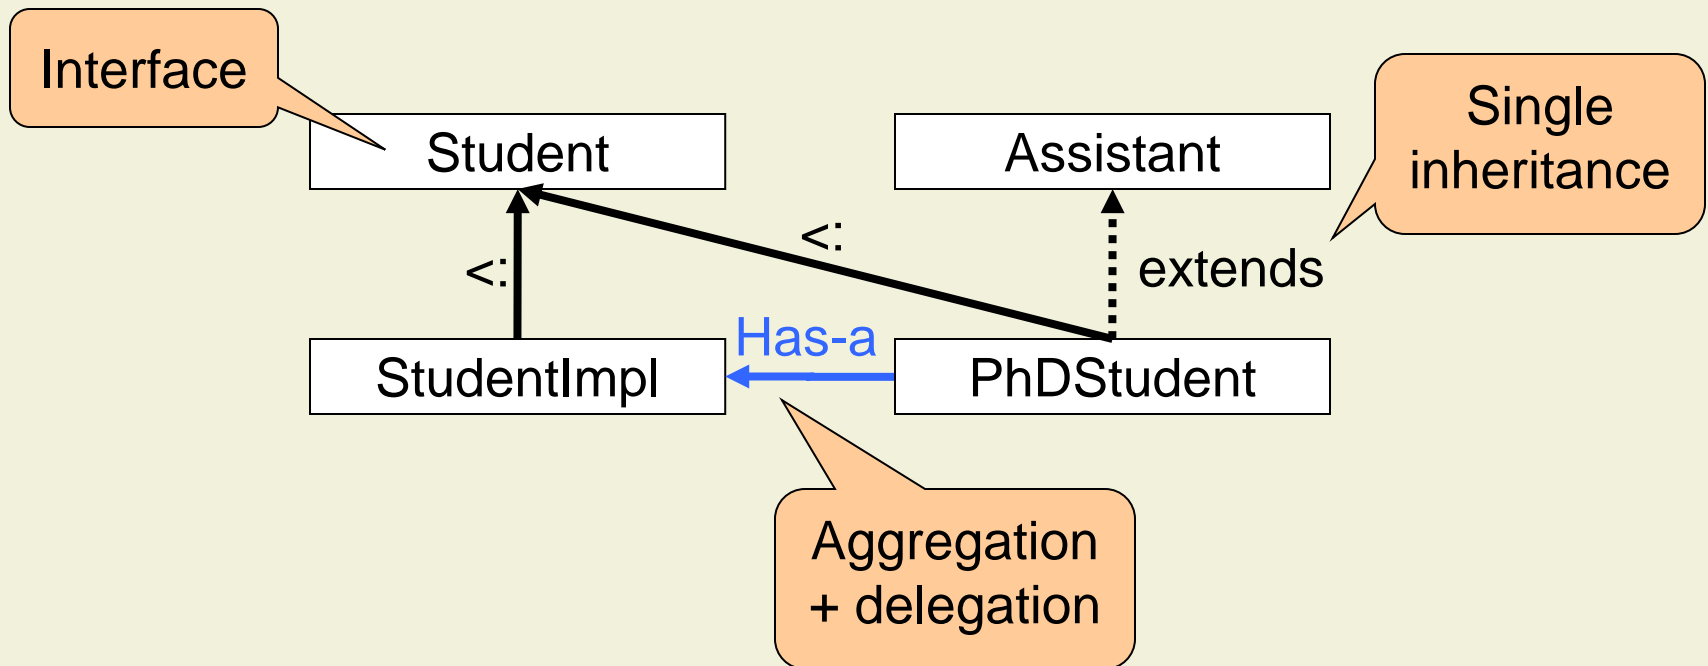 Interface
Single
inheritance
Student
Assistant
<:
<:
extends
Has-a
StudentImpl
PhDStudent
Aggregation
+ delegation